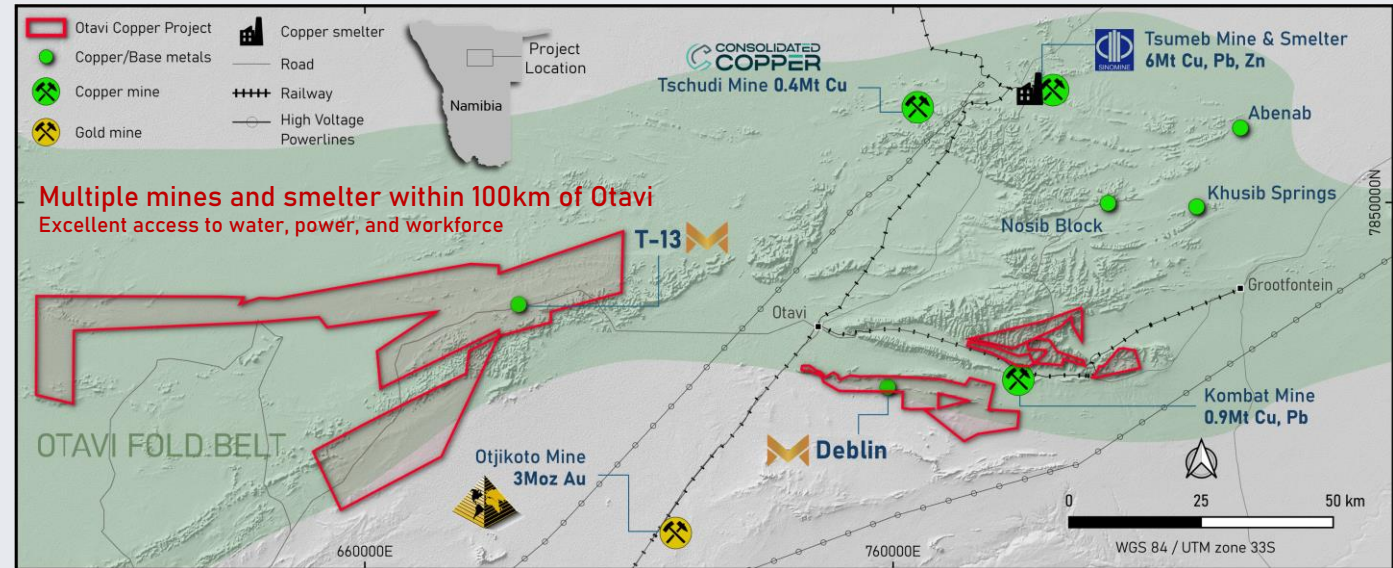 Otavi Copper Project
Copper/Base metals
Copper mine
Gold mine
Copper smelter
Road
Railway
High Voltage
Powerlines
Project
Location
Namibia
CONSOLIDATED
COPPER
Tschudi Mine 0.4Mt Cu
SINOMINE
Tsumeb Mine & Smelter
6Mt Cu, Pb, Zn
Abenab
Multiple mines and smelter within 100km of Otavi
Excellent access to water, power, and workforce
Khusib Springs
Nosib Block
7850000N
T-13
Grootfontein
Otavi
Kombat Mine
0.9Mt Cu, Pb
OTAVI FOLD BELT
Deblin
Otjikoto Mine
3Moz Au
0 25 50 km
WGS 84 / UTM zone 33S
660000E
760000E